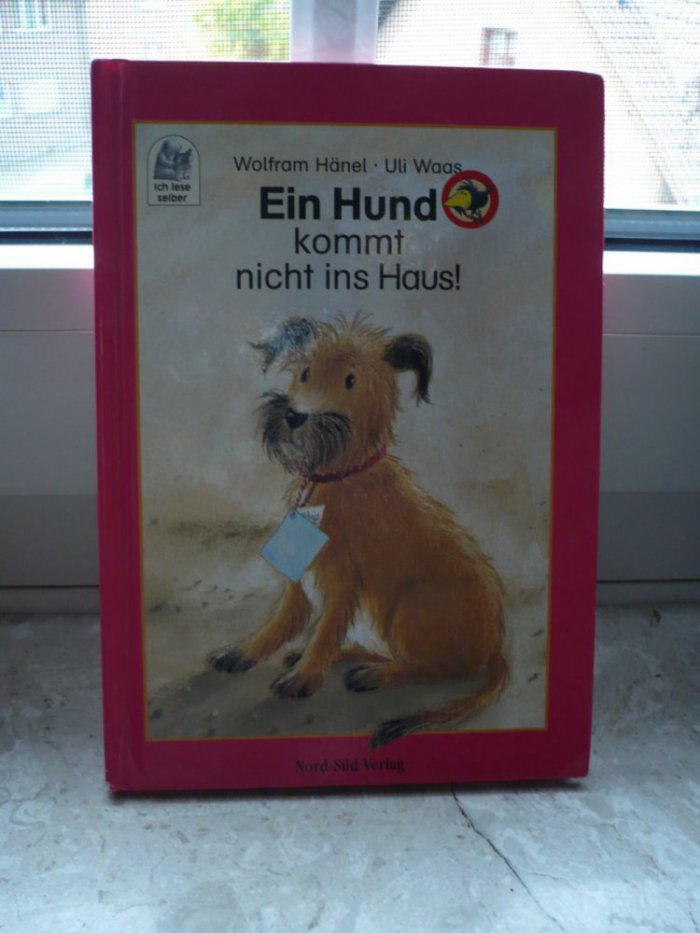 Wolfram Hänel · Uli Waas
Ich lese
selber
Ein Hund
kommt
nicht ins Haus!
Nord-Süd Verlag